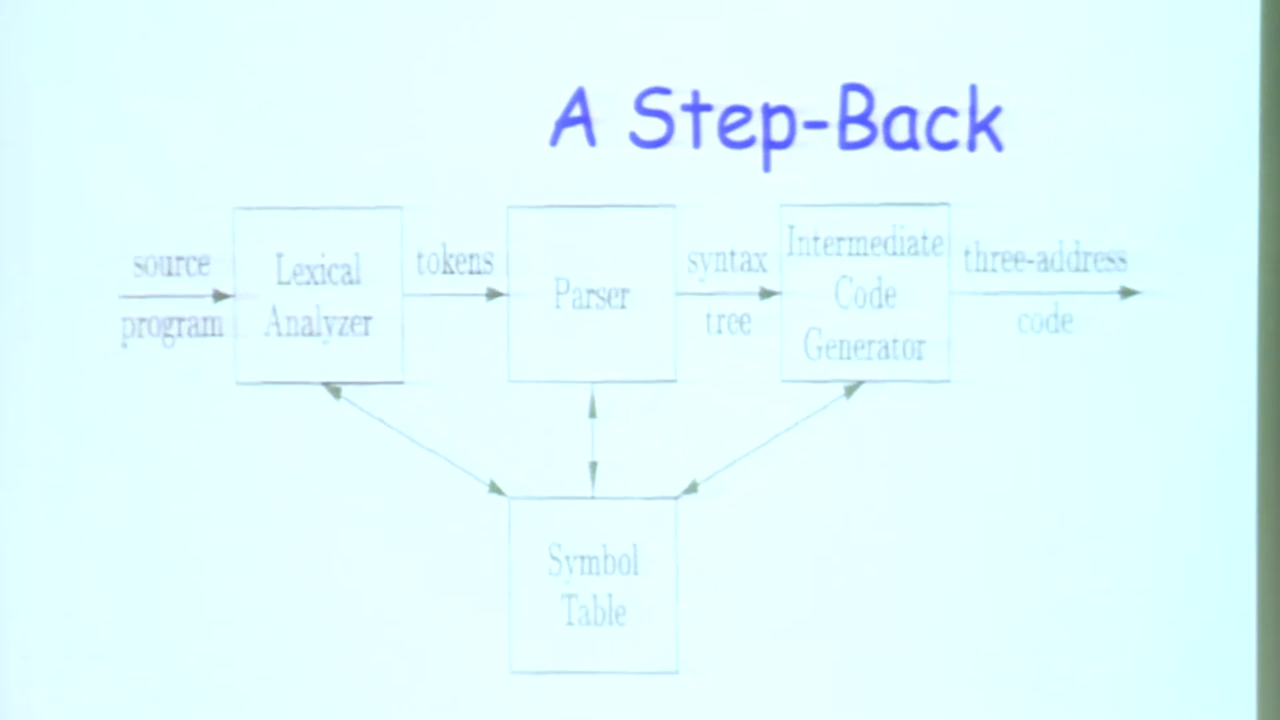 A Step-Back
source
program
Lexical
Analyzer
tokens
Parser
syntax
tree
Intermediate
Code
Generator
three-address
code
Symbol
Table